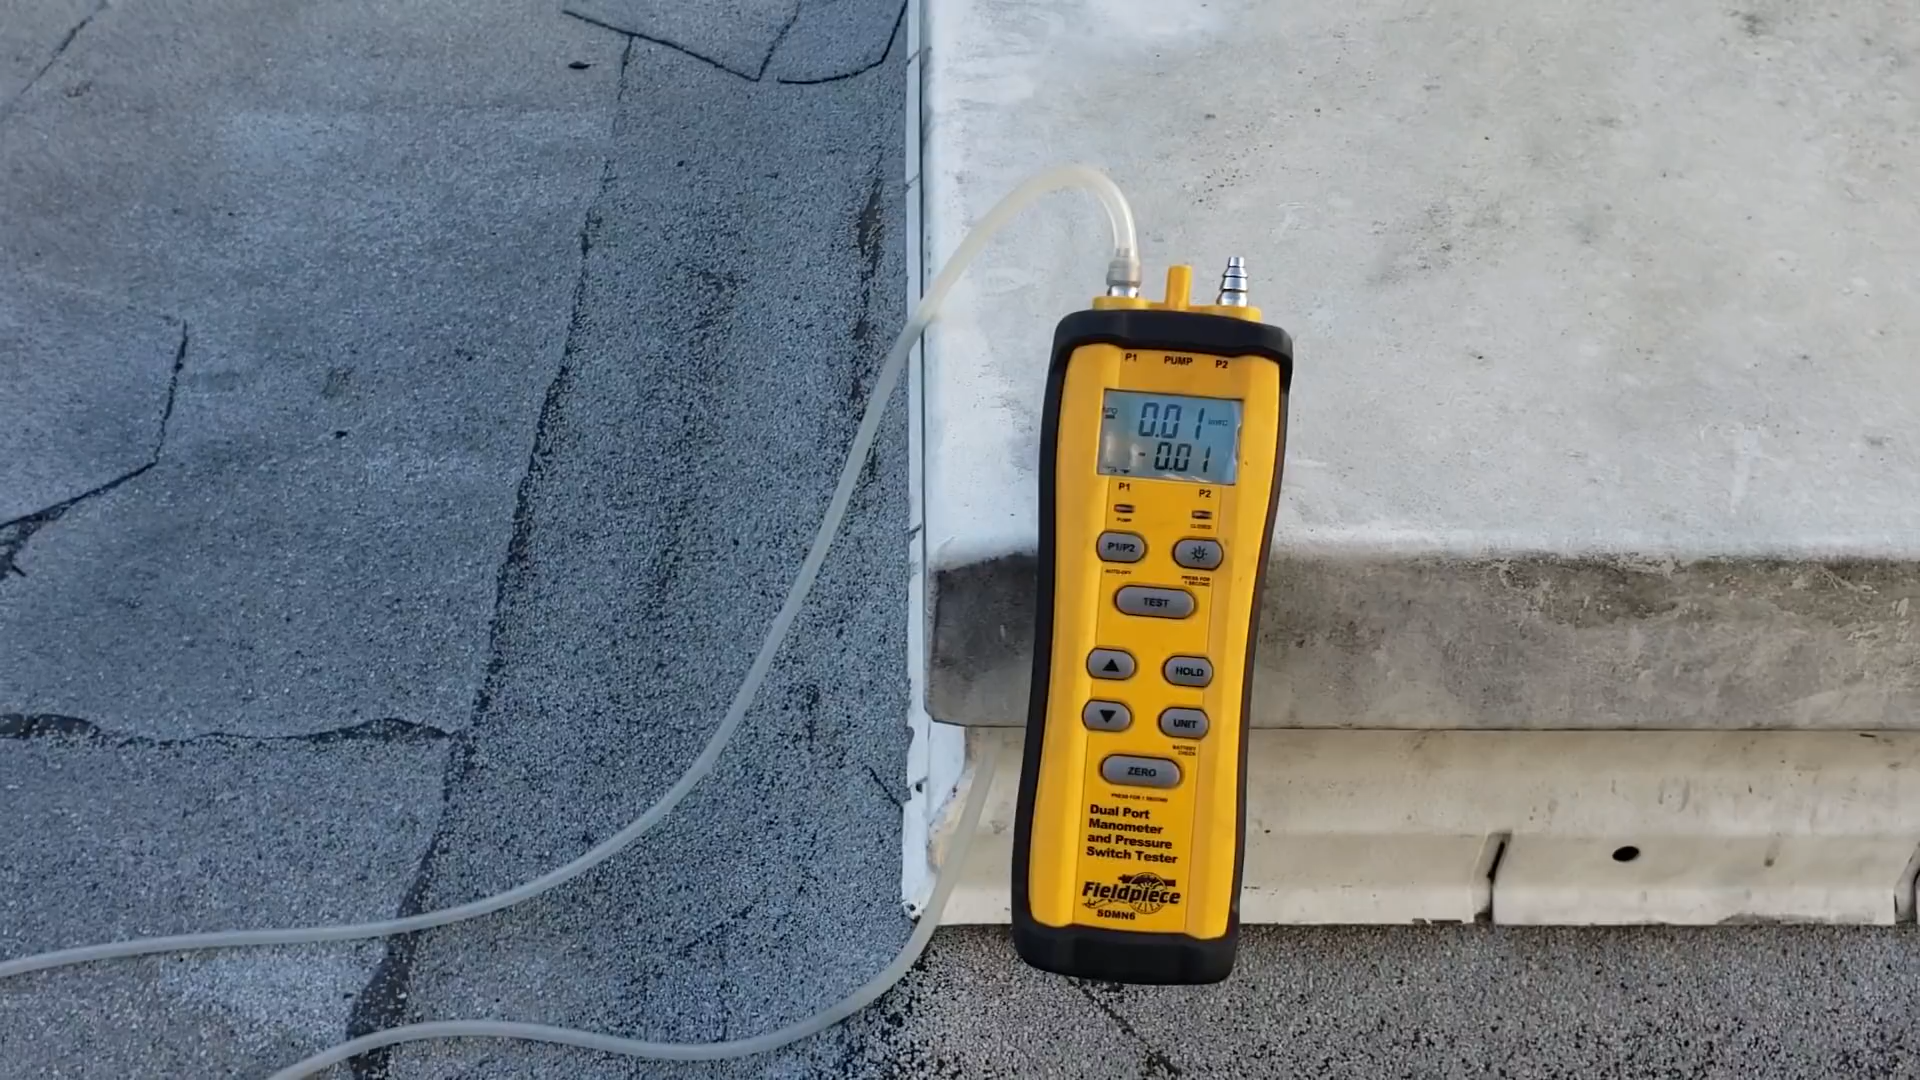 P1 PUMP P2
0.01 INWC
-0.01
P1 P2
PUMP CLOSED
P1/P2
AUTO-OFF PRESS FOR
1 SECOND
TEST
▲ HOLD
▼ UNIT
BATTERY
CHECK
ZERO
PRESS FOR 1 SECOND
Dual Port
Manometer
and Pressure
Switch Tester
Fieldpiece
SDMN6